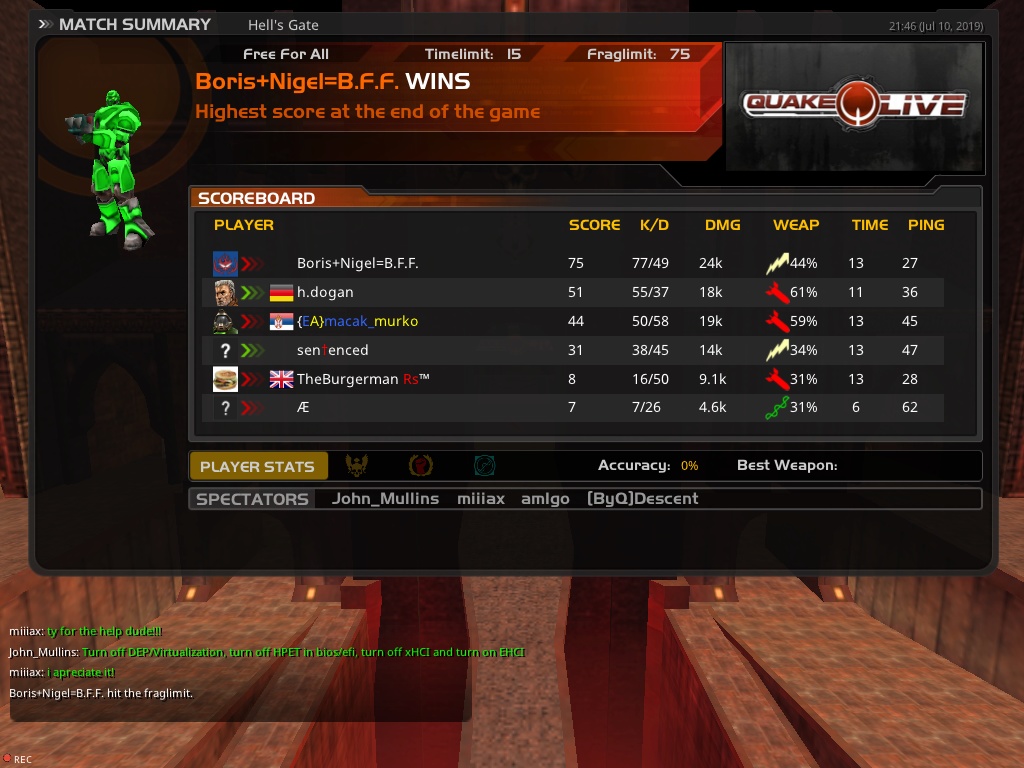 MATCH SUMMARY Hell's Gate 21:46 (Jul 10, 2019)
Free For All Timelimit: 15 Fraglimit: 75
Boris+Nigel=B.F.F. WINS
Highest score at the end of the game
QUAKE LIVE
SCOREBOARD
PLAYER SCORE K/D DMG WEAP TIME PING
Boris+Nigel=B.F.F. 75 77/49 24k 44% 13 27
h.dogan 51 55/37 18k 61% 11 36
{EA}macak_murko 44 50/58 19k 59% 13 45
? sen†enced 31 38/45 14k 34% 13 47
TheBurgerman Rs™ 8 16/50 9.1k 31% 13 28
? Æ 7 7/26 4.6k 31% 6 62
PLAYER STATS Accuracy: 0% Best Weapon:
SPECTATORS John_Mullins miiiax amigo [ByQ]Descent
miiiax: ty for the help dude!!!
John_Mullins: Turn off DEP/Virtualization, turn off HPET in bios/efi, turn off xHCI and turn on EHCI
miiiax: i apreciate it!
Boris+Nigel=B.F.F. hit the fraglimit.
REC